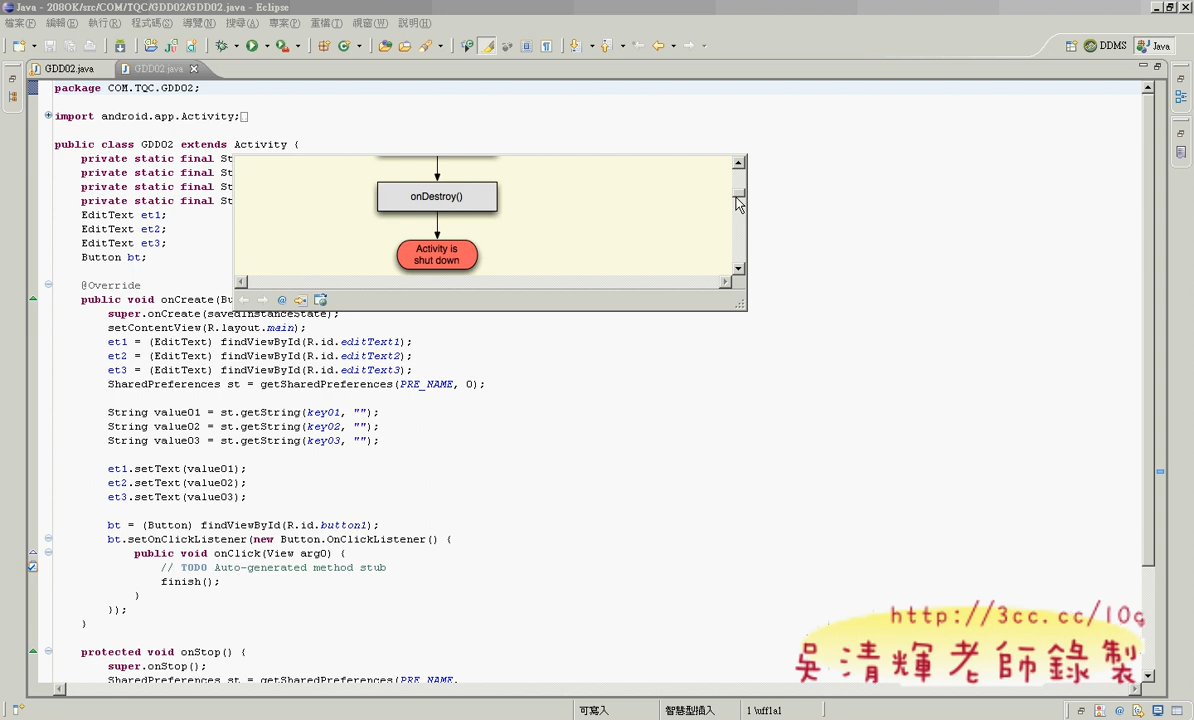 Java - 208OK/src/COM/TQC/GDD02/GDD02.java - Eclipse
檔案(F) 編輯(E) 執行(R) 程式碼(S) 導覽(N) 搜尋(A) 專案(P) 重構(T) 視窗(W) 說明(H)
DDMS Java
GDD02.java GDD02.java
package COM.TQC.GDD02;
import android.app.Activity;
public class GDD02 extends Activity {
private static final St
private static final St
private static final St
private static final St
EditText et1;
EditText et2;
EditText et3;
Button bt;
onDestroy()
Activity is
shut down
@Override
public void onCreate(Bu
super.onCreate(savedInstanceState);
setContentView(R.layout.main);
et1 = (EditText) findViewById(R.id.editText1);
et2 = (EditText) findViewById(R.id.editText2);
et3 = (EditText) findViewById(R.id.editText3);
SharedPreferences st = getSharedPreferences(PRE_NAME, 0);
String value01 = st.getString(key01, "");
String value02 = st.getString(key02, "");
String value03 = st.getString(key03, "");
et1.setText(value01);
et2.setText(value02);
et3.setText(value03);
bt = (Button) findViewById(R.id.button1);
bt.setOnClickListener(new Button.OnClickListener() {
public void onClick(View arg0) {
// TODO Auto-generated method stub
finish();
}
});
}
protected void onStop() {
super.onStop();
SharedPreferences st = getSharedPreferences(PRE_NAME,
http://3cc.cc/10g
吳清輝老師錄製
可寫入 智慧型插入 1 \uff1a1